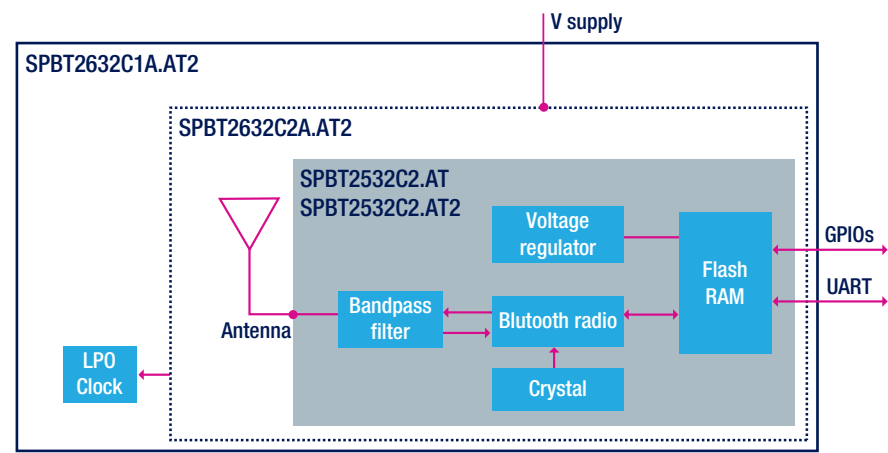 V supply
SPBT2632C1A.AT2
SPBT2632C2A.AT2
SPBT2532C2.AT
SPBT2532C2.AT2
Voltage
regulator
Flash
RAM
GPIOs
UART
Antenna
Bandpass
filter
Blutooth radio
LPO
Clock
Crystal